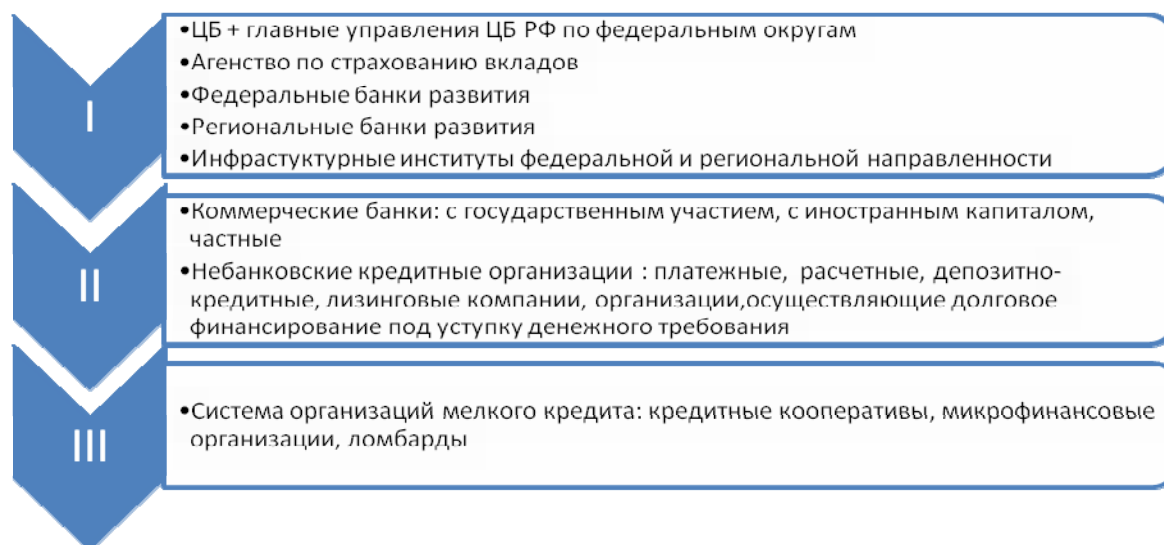 I
•ЦБ + главные управления ЦБ РФ по федеральным округам
•Агенство по страхованию вкладов
•Федеральные банки развития
•Региональные банки развития
•Инфрастуктурные институты федеральной и региональной направленности
II
•Коммерческие банки: с государственным участием, с иностранным капиталом,
частные
•Небанковские кредитные организации : платежные, расчетные, депозитно-
кредитные, лизинговые компании, организации,осуществляющие долговое
финансирование под уступку денежного требования
III
•Система организаций мелкого кредита: кредитные кооперативы, микрофинансовые
организации, ломбарды